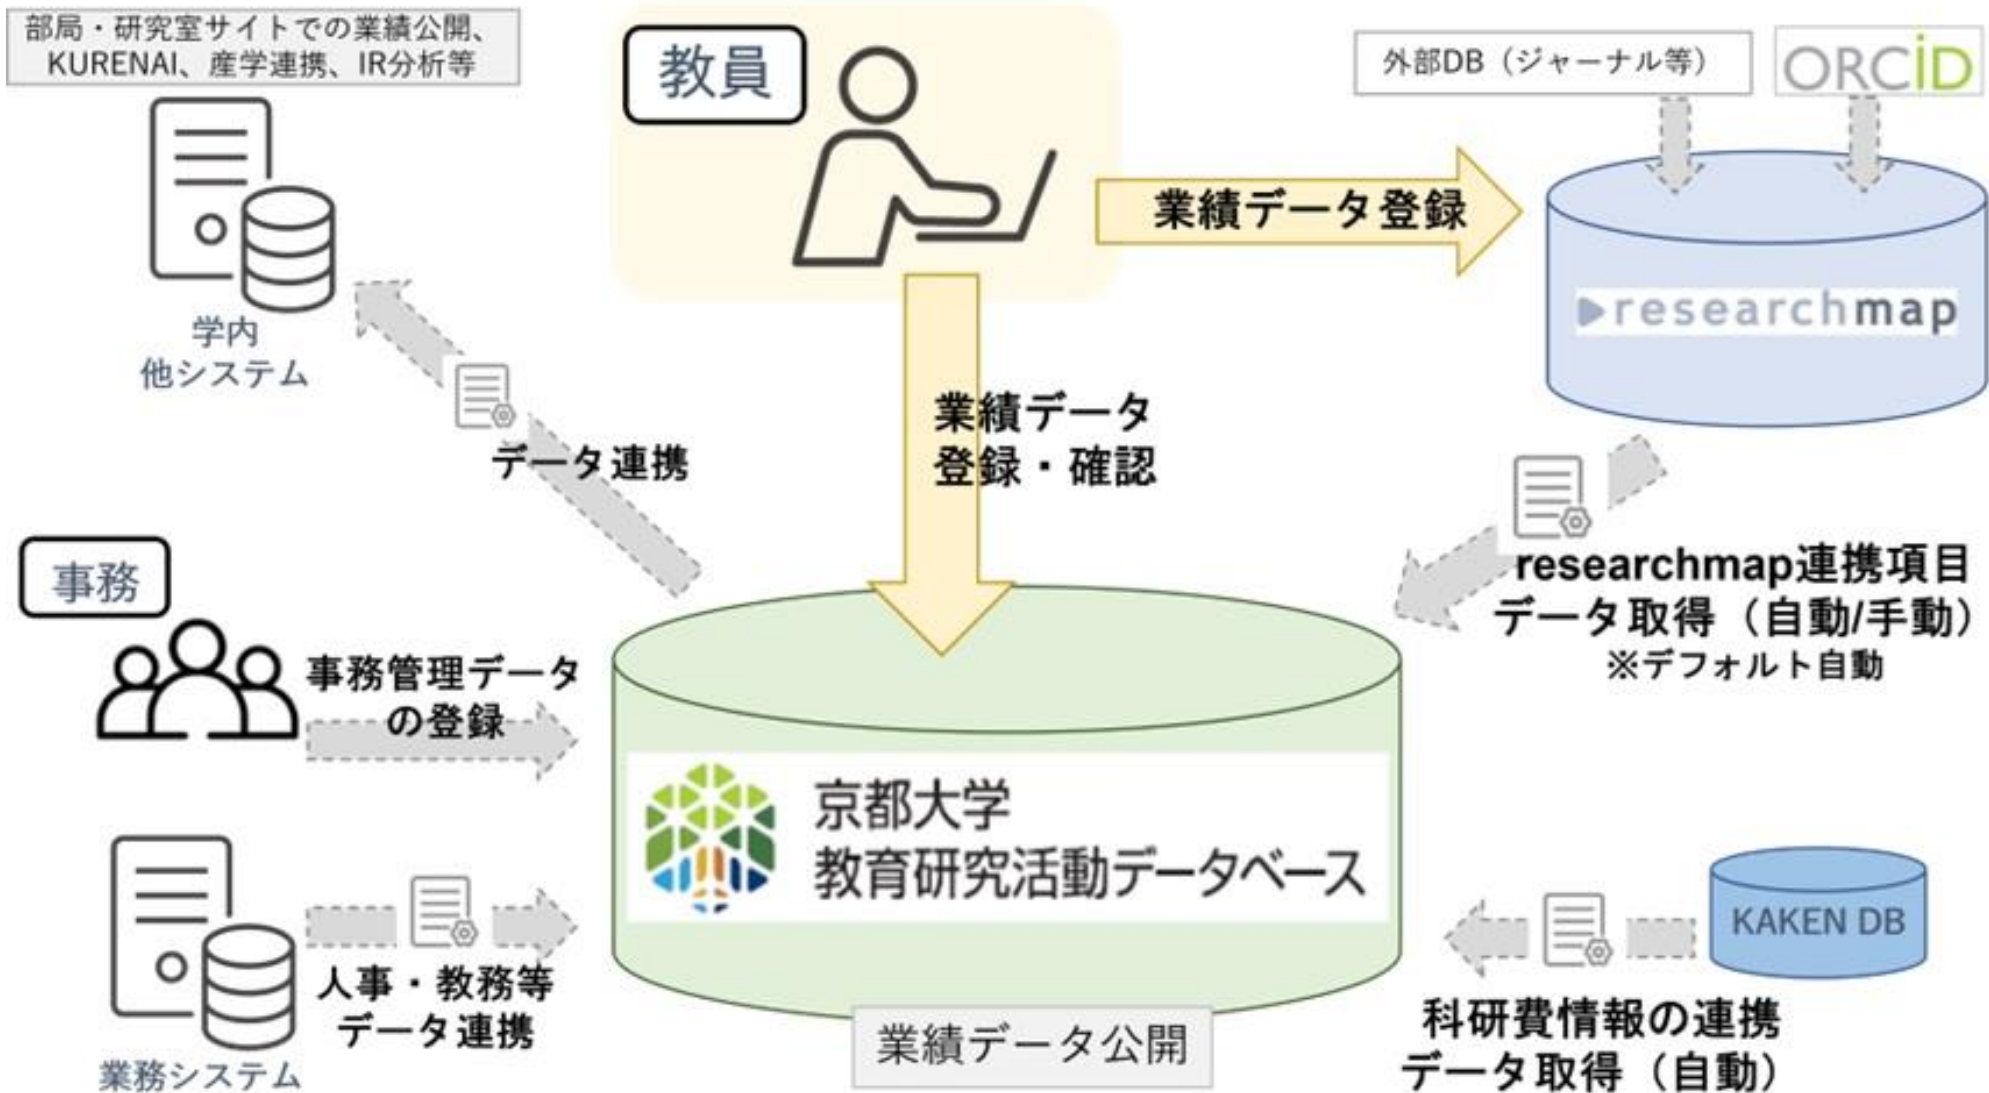 部局・研究室サイトでの業績公開、
KURENAI、産学連携、IR分析等
学内
他システム
教員
業績データ登録
外部DB（ジャーナル等）
ORCiD
researchmap
データ連携
業績データ
登録・確認
researchmap連携項目
データ取得（自動/手動）
※デフォルト自動
事務
事務管理データ
の登録
京都大学
教育研究活動データベース
業績データ公開
人事・教務等
データ連携
業務システム
KAKEN DB
科研費情報の連携
データ取得（自動）